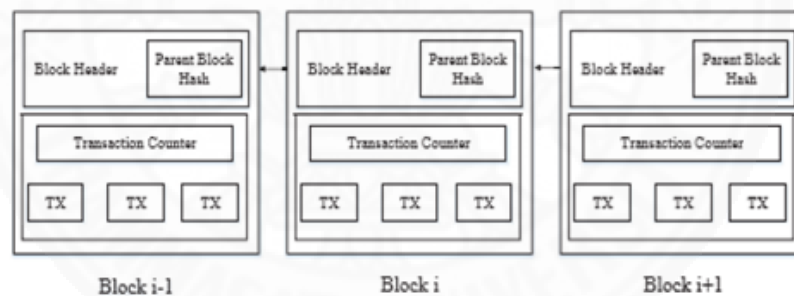 Block Header
Parent Block
Hash
Block Header
Parent Block
Hash
Block Header
Parent Block
Hash
Transaction Counter
Transaction Counter
Transaction Counter
TX TX TX
TX TX TX
TX TX TX
Block i-1
Block i
Block i+1